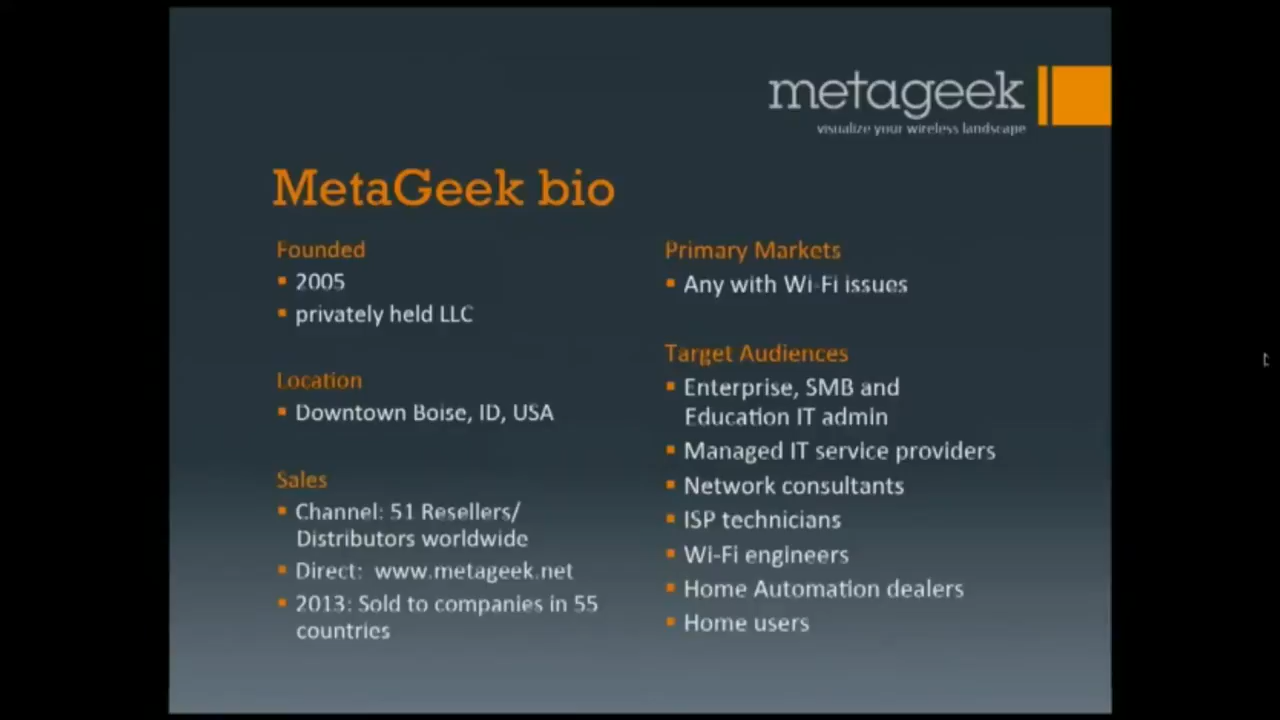 metageek
visualize your wireless landscape
MetaGeek bio
Founded
▪ 2005
▪ privately held LLC
Location
▪ Downtown Boise, ID, USA
Sales
▪ Channel: 51 Resellers/
Distributors worldwide
▪ Direct: www.metageek.net
▪ 2013: Sold to companies in 55
countries
Primary Markets
▪ Any with Wi-Fi issues
Target Audiences
▪ Enterprise, SMB and
Education IT admin
▪ Managed IT service providers
▪ Network consultants
▪ ISP technicians
▪ Wi-Fi engineers
▪ Home Automation dealers
▪ Home users